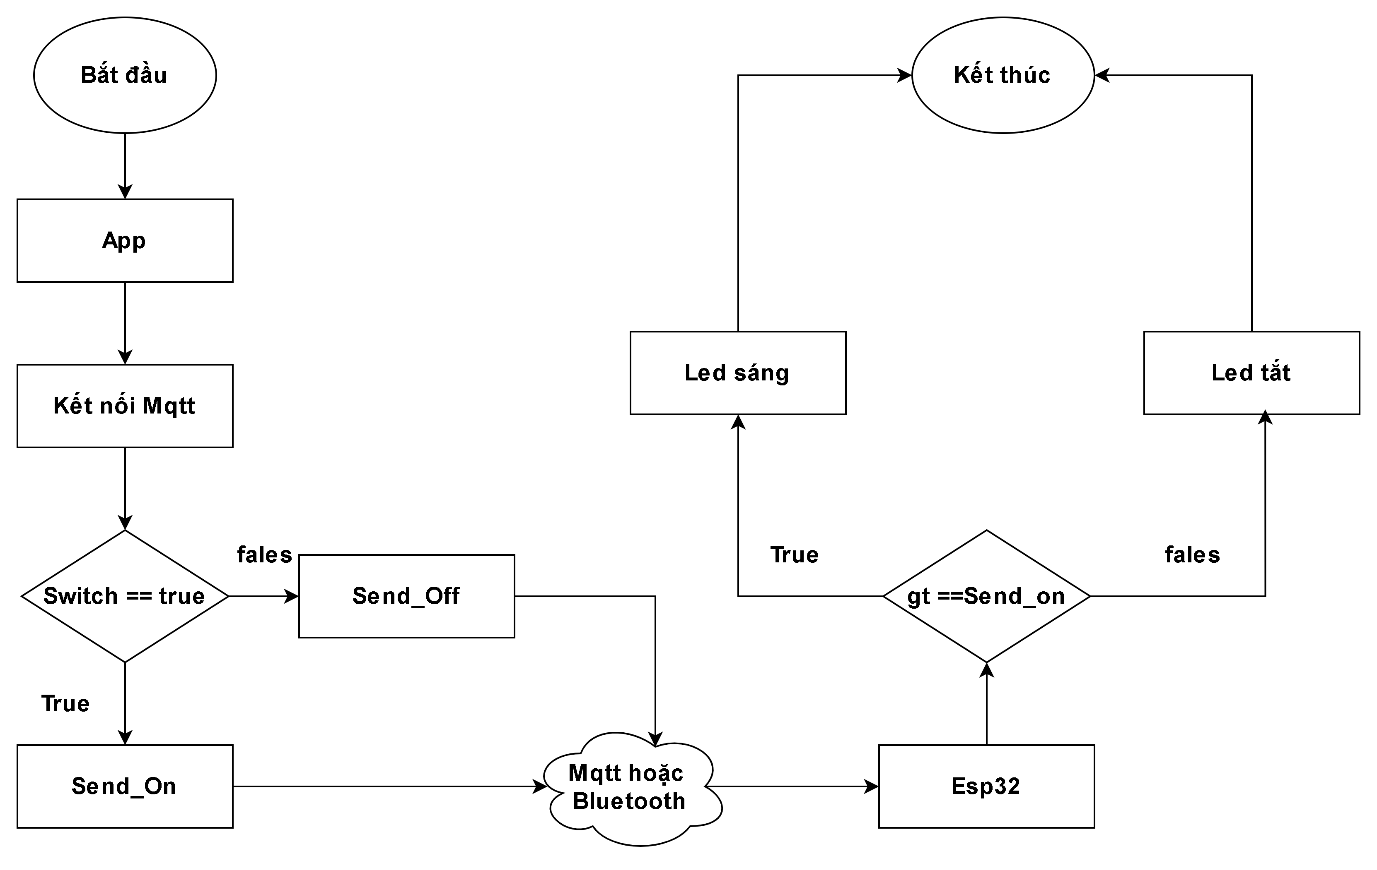 Bắt đầu
Kết thúc
App
Led sáng
Led tắt
Kết nối Mqtt
fales
True
fales
Switch == true
Send_Off
gt ==Send_on
True
Send_On
Mqtt hoặc
Bluetooth
Esp32